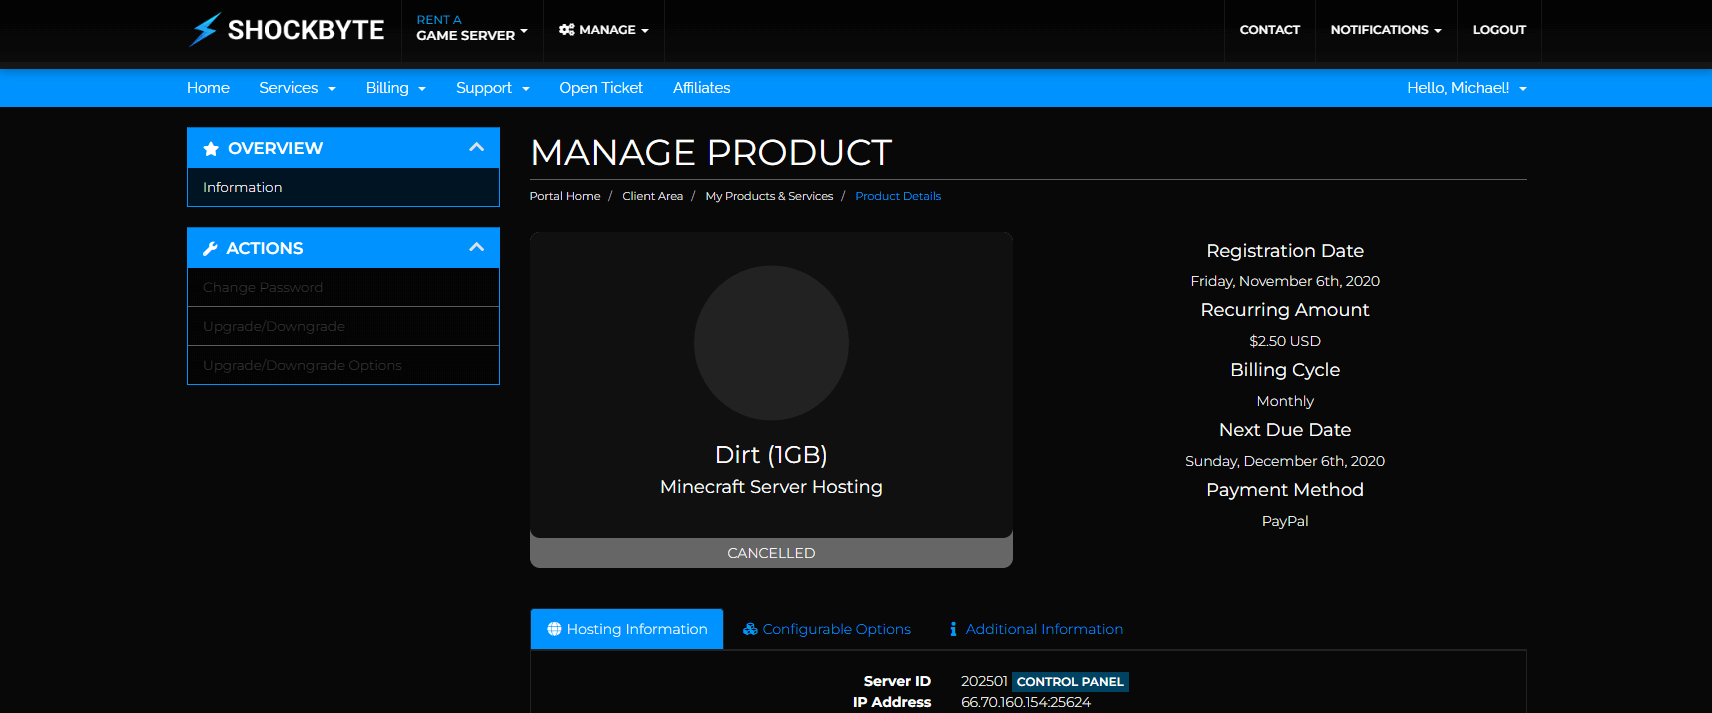 SHOCKBYTE
RENT A
GAME SERVER
MANAGE
CONTACT
NOTIFICATIONS
LOGOUT
Home
Services
Billing
Support
Open Ticket
Affiliates
Hello, Michael!
OVERVIEW
Information
ACTIONS
Change Password
Upgrade/Downgrade
Upgrade/Downgrade Options
MANAGE PRODUCT
Portal Home / Client Area / My Products & Services / Product Details
Dirt (1GB)
Minecraft Server Hosting
CANCELLED
Registration Date
Friday, November 6th, 2020
Recurring Amount
$2.50 USD
Billing Cycle
Monthly
Next Due Date
Sunday, December 6th, 2020
Payment Method
PayPal
Hosting Information
Configurable Options
Additional Information
Server ID 202501 CONTROL PANEL
IP Address 66.70.160.154:25624